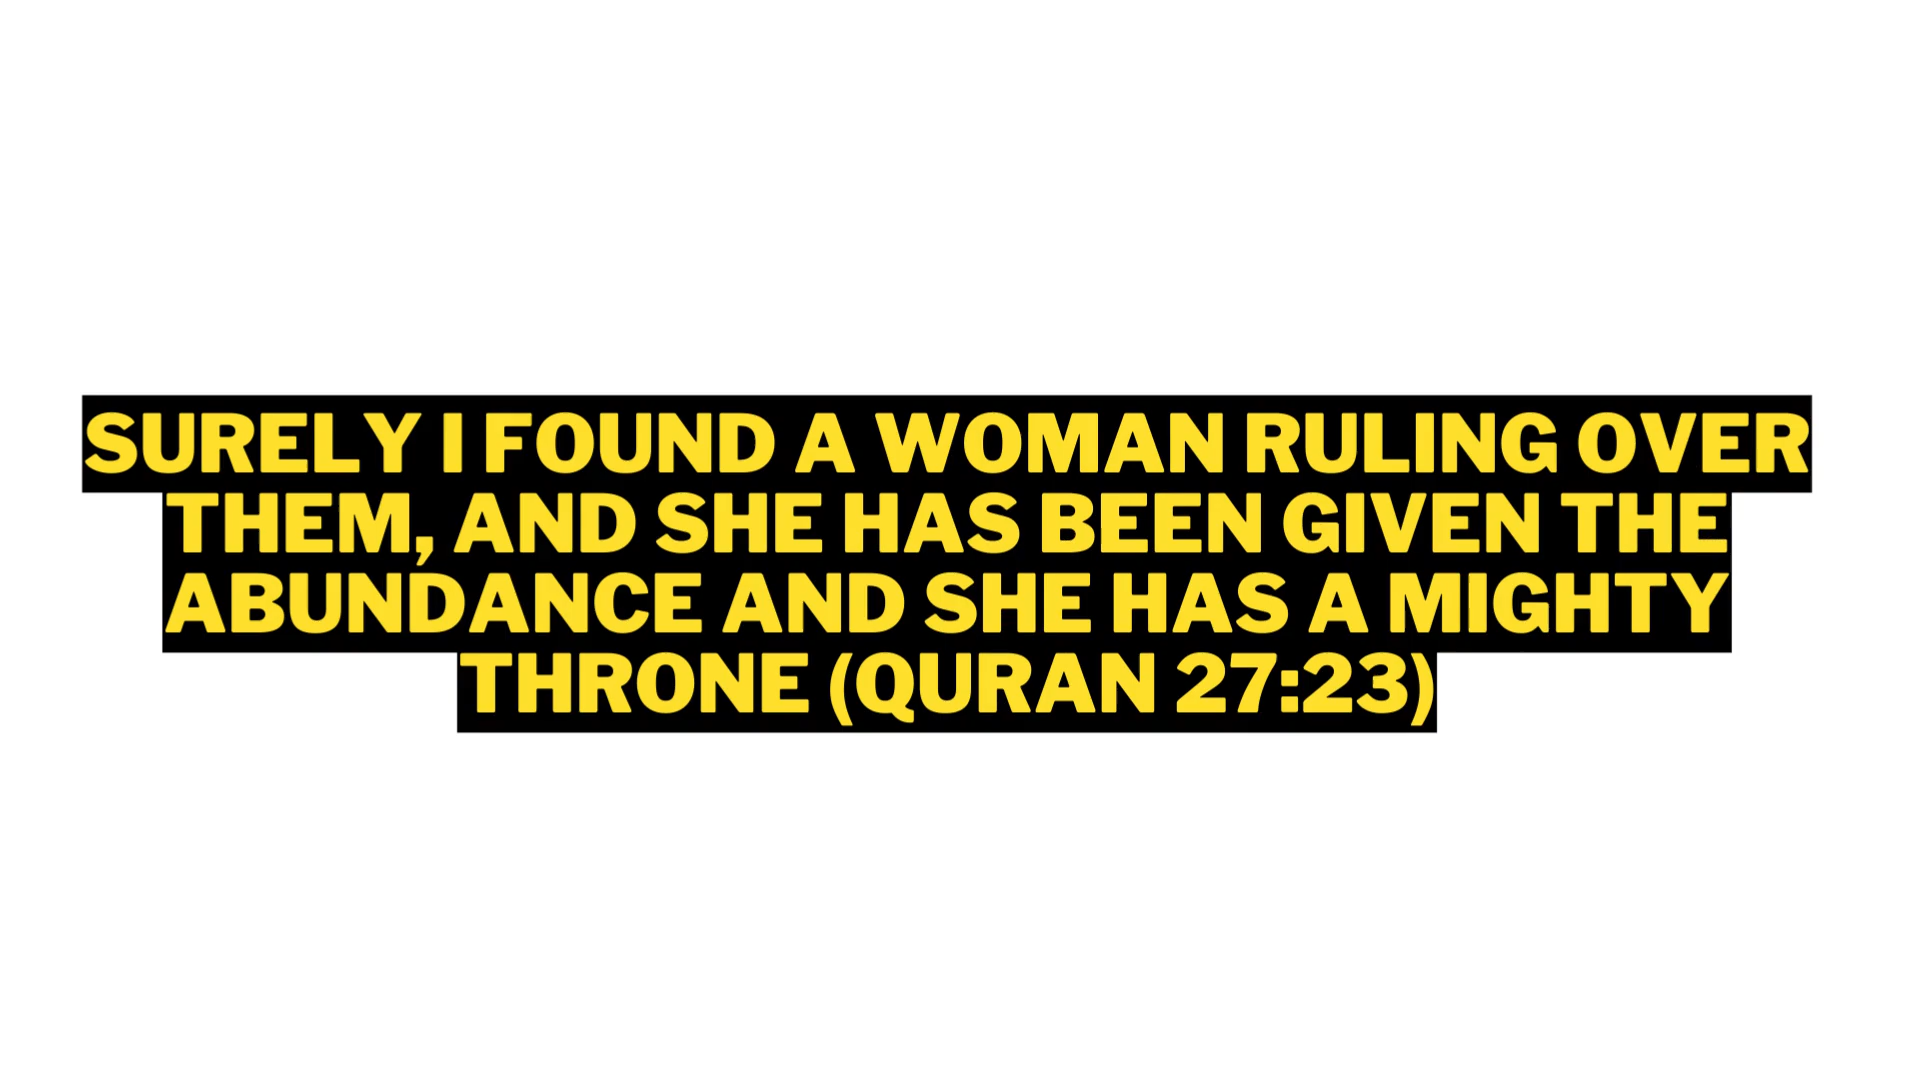 SURELY I FOUND A WOMAN RULING OVER
THEM, AND SHE HAS BEEN GIVEN THE
ABUNDANCE AND SHE HAS A MIGHTY
THRONE (QURAN 27:23)